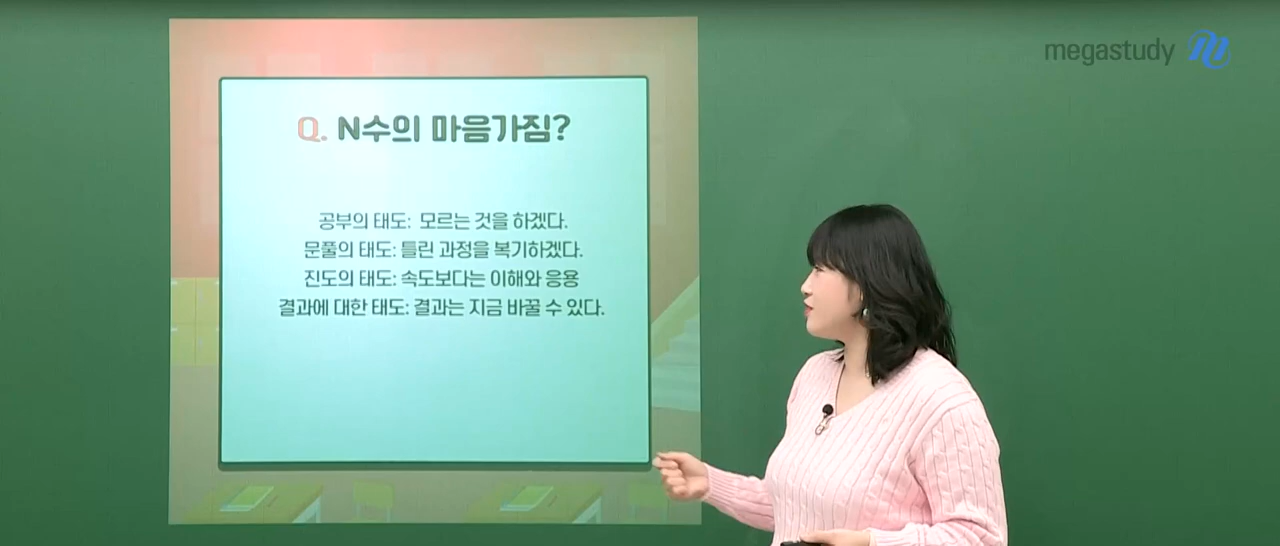 megastudy
Q. N수의 마음가짐?
공부의 태도: 모르는 것을 하겠다.
문풀의 태도: 틀린 과정을 복기하겠다.
진도의 태도: 속도보다는 이해와 응용
결과에 대한 태도: 결과는 지금 바꿀 수 있다.